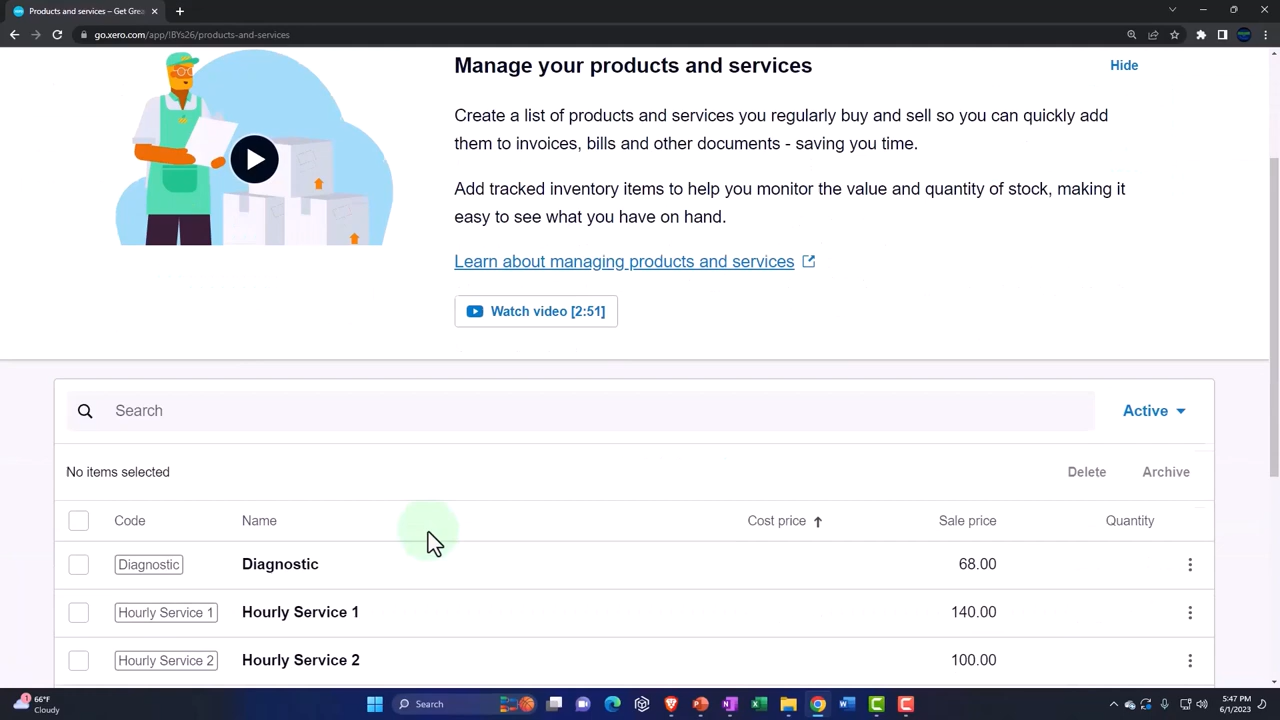 Products and services — Get Grea
go.xero.com/app/!BYs26/products-and-services
Manage your products and services
Hide
Create a list of products and services you regularly buy and sell so you can quickly add
them to invoices, bills and other documents - saving you time.
Add tracked inventory items to help you monitor the value and quantity of stock, making it
easy to see what you have on hand.
Learn about managing products and services
Watch video [2:51]
Search
Active
No items selected
Delete
Archive
Code
Name
Cost price
Sale price
Quantity
Diagnostic
Diagnostic
68.00
Hourly Service 1
Hourly Service 1
140.00
Hourly Service 2
Hourly Service 2
100.00
1
66°F
Cloudy
Search
5:47 PM
6/1/2023